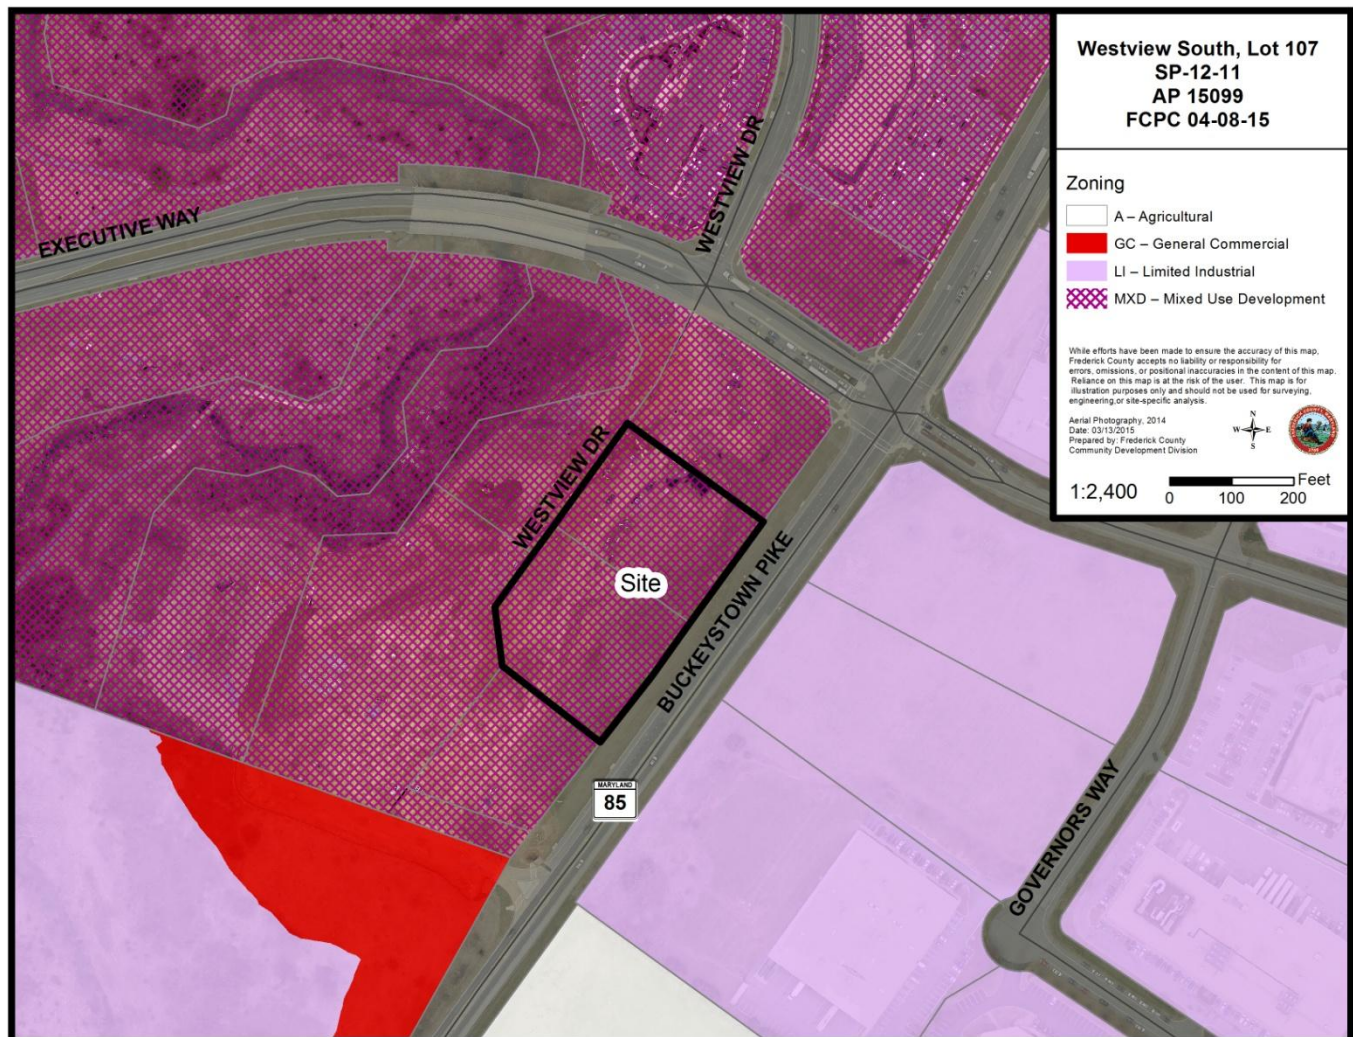 Westview South, Lot 107
SP-12-11
AP 15099
FCPC 04-08-15
Zoning
A – Agricultural
GC – General Commercial
LI – Limited Industrial
MXD – Mixed Use Development
While efforts have been made to ensure the accuracy of this map,
Frederick County accepts no liability or responsibility for
errors, omissions, or positional inaccuracies in the content of this map.
Reliance on this map is at the risk of the user. This map is for
illustration purposes only and should not be used for surveying,
engineering,or site-specific analysis.
Aerial Photography, 2014
Date: 03/13/2015
Prepared by: Frederick County
Community Development Division
N
W E
S
1:2,400
Feet
0 100 200
EXECUTIVE WAY
WESTVIEW DR
WESTVIEW DR
Site
BUCKEYSTOWN PIKE
MARYLAND
85
GOVERNORS WAY